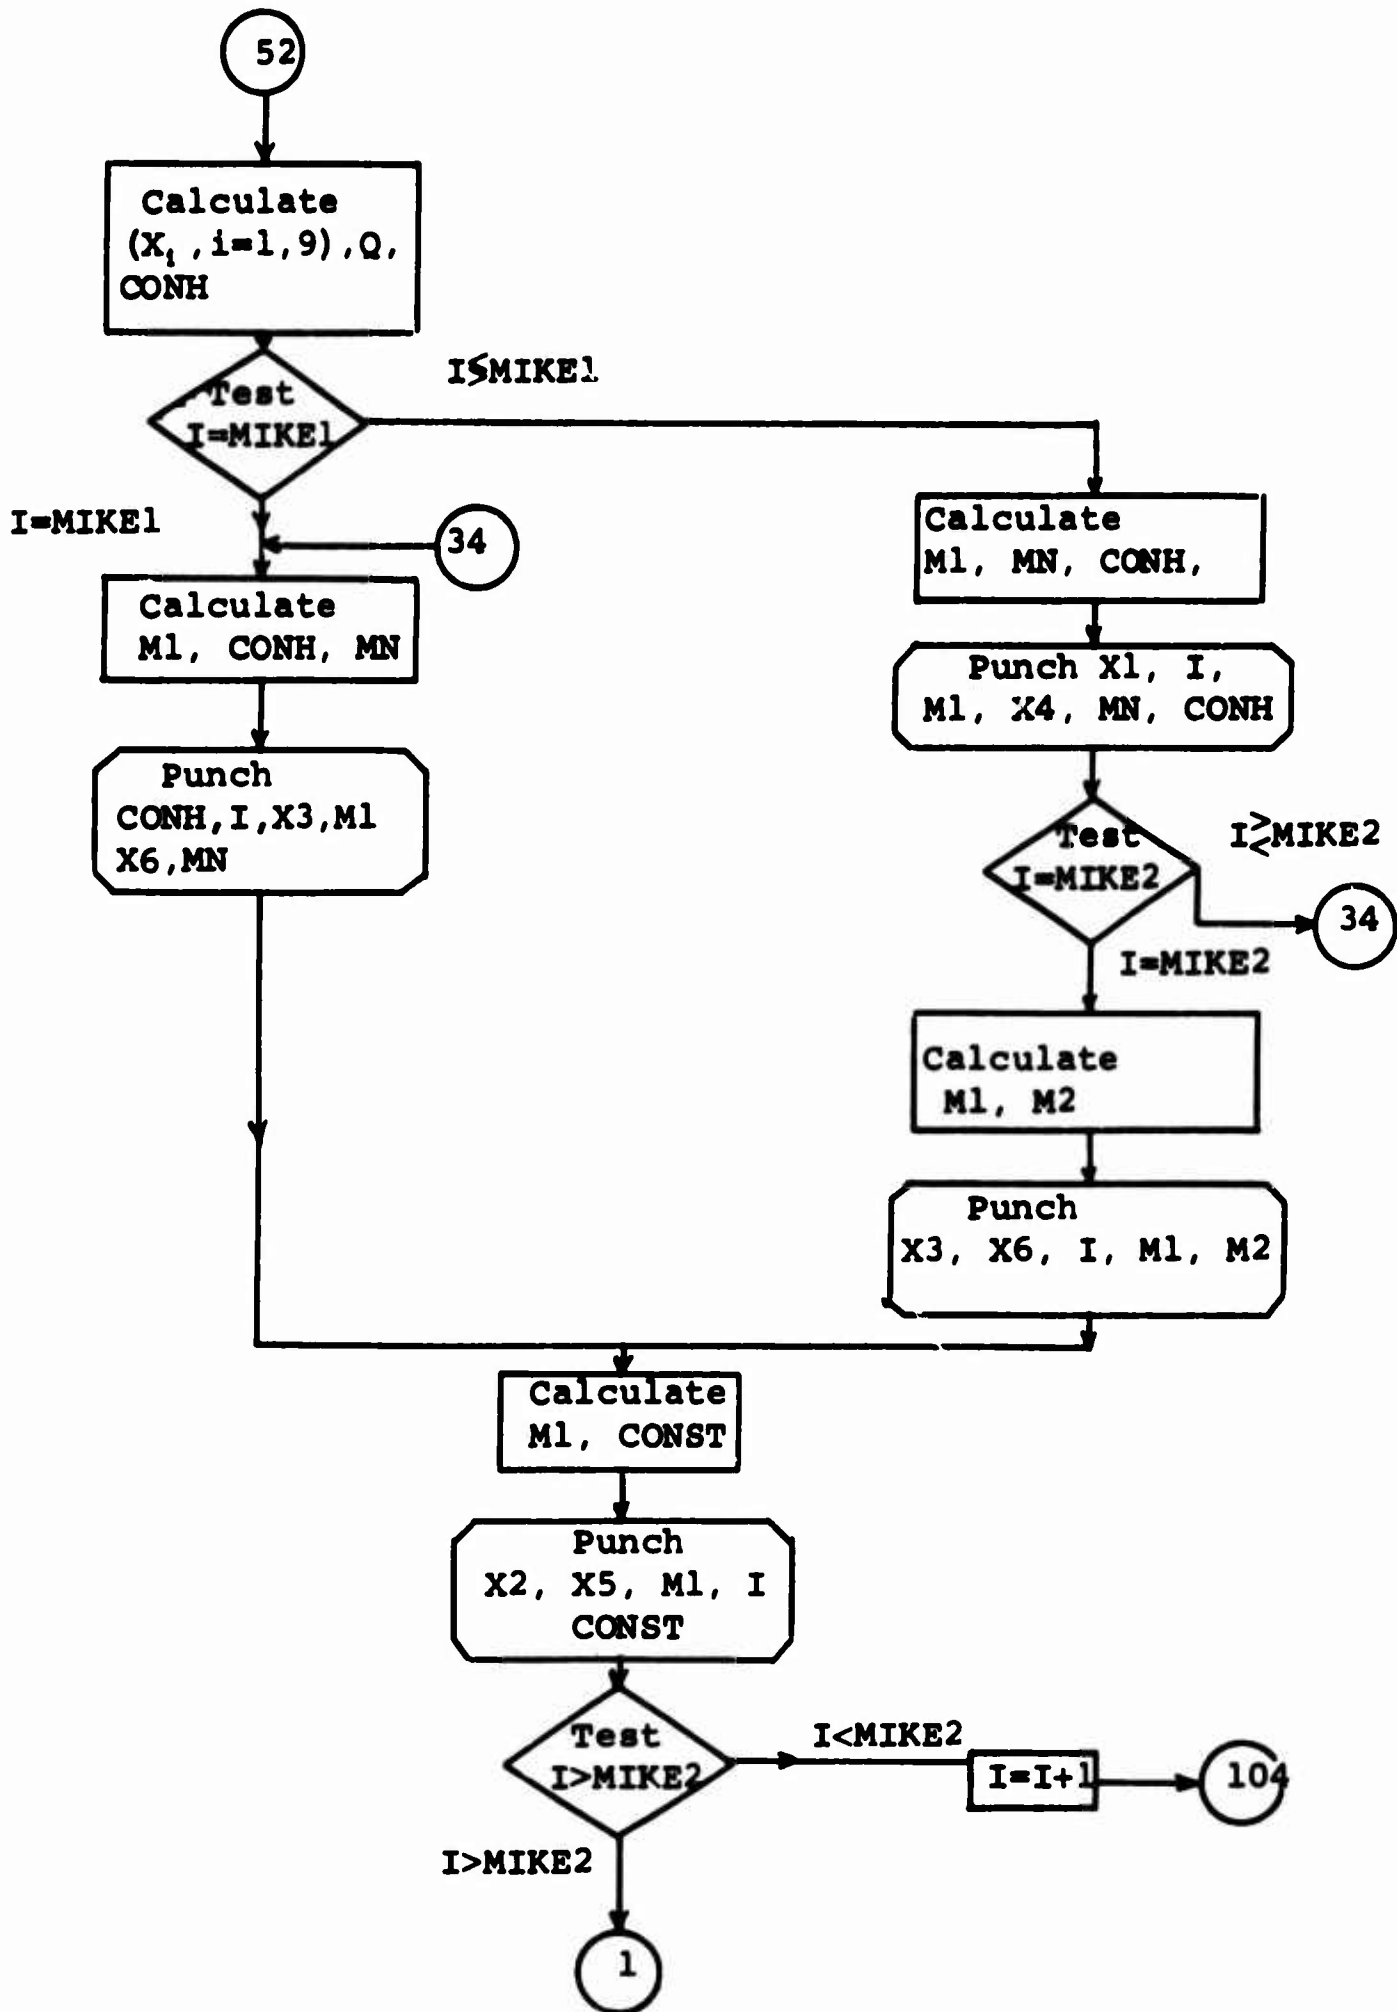 52
Calculate
(Xi ,i=1,9),Q,
CONH
Test
I=MIKE1
I≶MIKE1
I=MIKE1
34
Calculate
M1, CONH, MN
Punch
CONH,I,X3,M1
X6,MN
Calculate
M1, MN, CONH,
Punch X1, I,
M1, X4, MN, CONH
Test
I=MIKE2
I≷MIKE2
34
I=MIKE2
Calculate
M1, M2
Punch
X3, X6, I, M1, M2
Calculate
M1, CONST
Punch
X2, X5, M1, I
CONST
Test
I>MIKE2
I<MIKE2
I=I+1
104
I>MIKE2
1